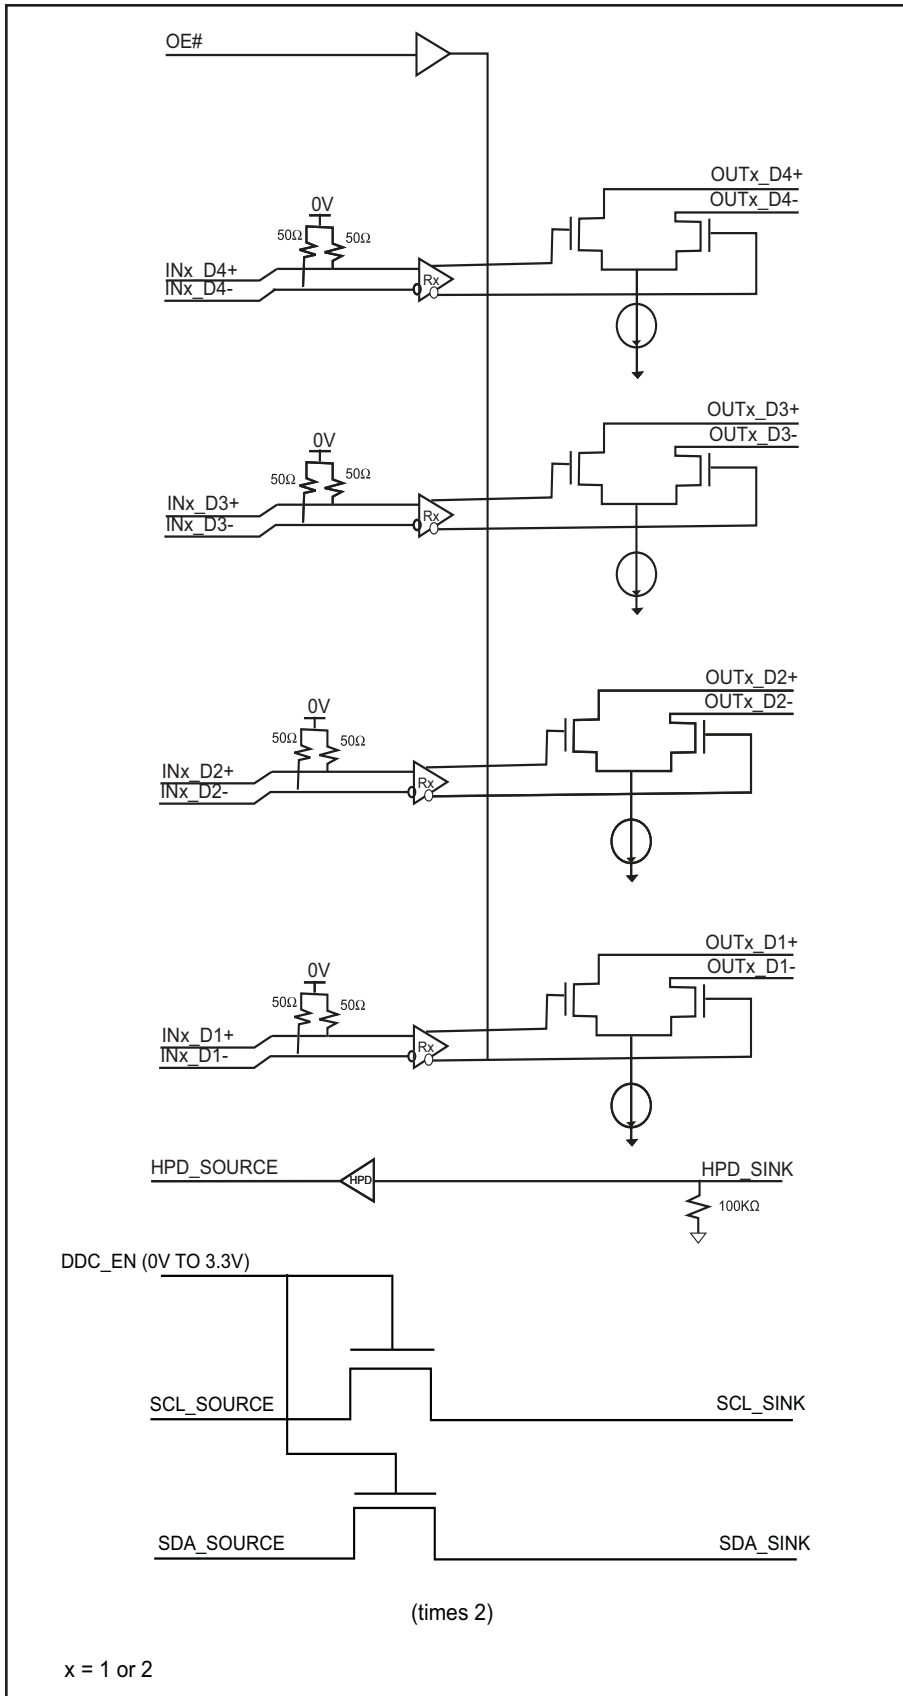 OE#
OUTx_D4+
OUTx_D4-
0V
50Ω
50Ω
INx_D4+
INx_D4-
Rx
OUTx_D3+
OUTx_D3-
0V
50Ω
50Ω
INx_D3+
INx_D3-
Rx
OUTx_D2+
OUTx_D2-
0V
50Ω
50Ω
INx_D2+
INx_D2-
Rx
OUTx_D1+
OUTx_D1-
0V
50Ω
50Ω
INx_D1+
INx_D1-
Rx
HPD_SOURCE
HPD
HPD_SINK
100KΩ
DDC_EN (0V TO 3.3V)
SCL_SOURCE
SCL_SINK
SDA_SOURCE
SDA_SINK
(times 2)
x = 1 or 2